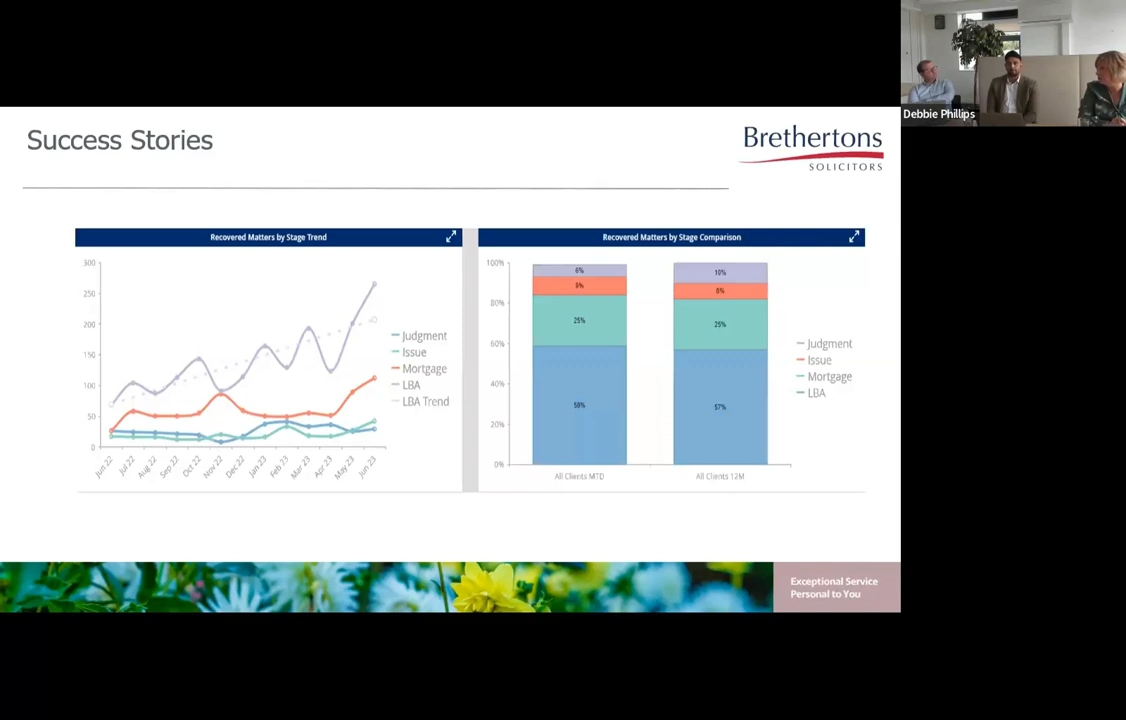 Debbie Phillips
Success Stories
Brethertons
SOLICITORS
Recovered Matters by Stage Trend
300
250
200
150
100
50
0
Jun 22
Jul 22
Aug 22
Sep 22
Oct 22
Nov 22
Dec 22
Jan 23
Feb 23
Mar 23
Apr 23
May 23
Jun 23
Judgment
Issue
Mortgage
LBA
LBA Trend
Recovered Matters by Stage Comparison
100%
80%
60%
40%
20%
0%
6%
9%
25%
59%
10%
8%
25%
57%
All Clients MTD
All Clients 12M
Judgment
Issue
Mortgage
LBA
Exceptional Service
Personal to You